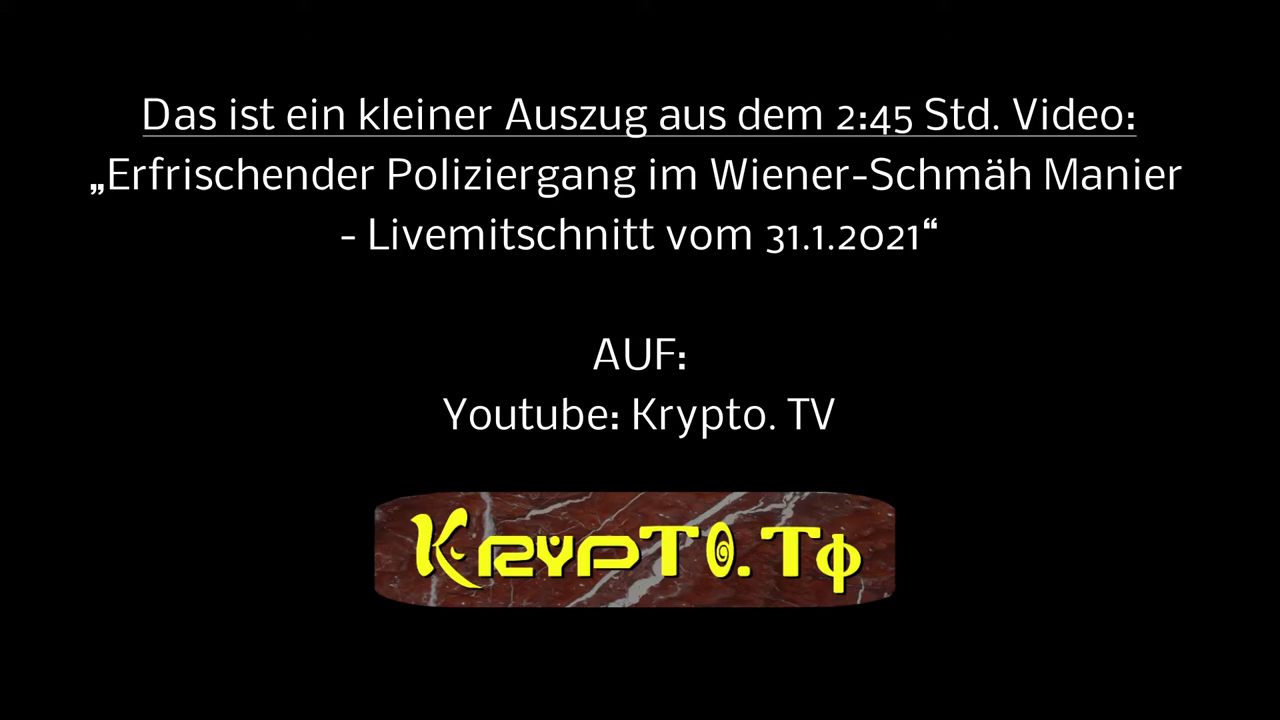 Das ist ein kleiner Auszug aus dem 2:45 Std. Video:
„Erfrischender Poliziergang im Wiener-Schmäh Manier
- Livemitschnitt vom 31.1.2021“
AUF:
Youtube: Krypto. TV
KRYPTO.Tφ